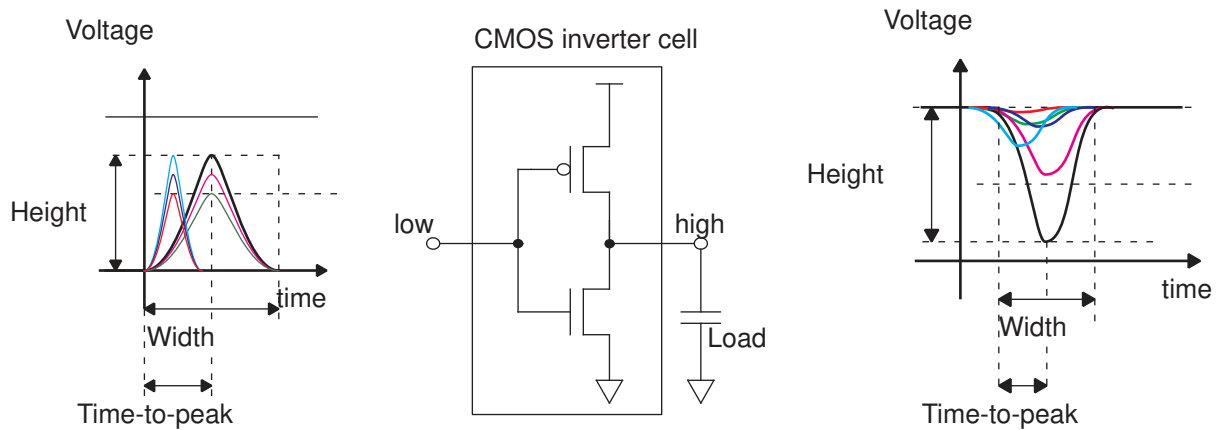 Voltage
Height
time
Width
Time-to-peak
CMOS inverter cell
low
high
Load
Voltage
Height
time
Width
Time-to-peak